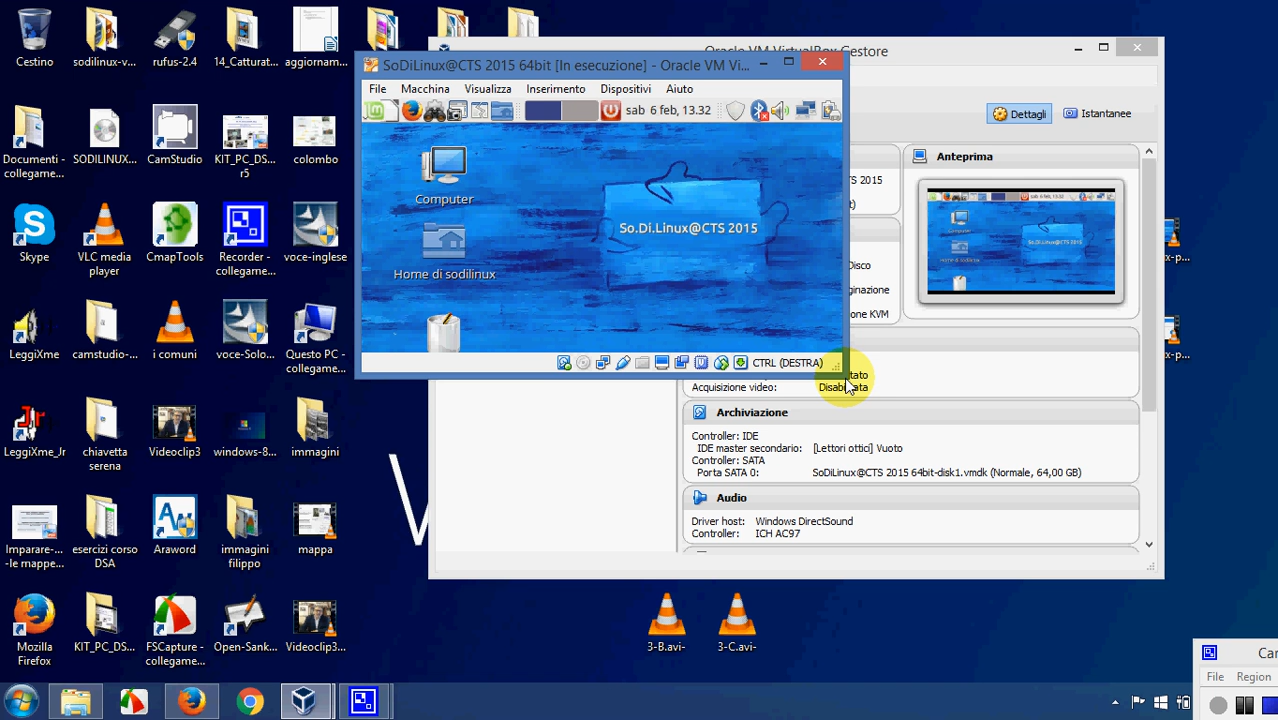 Cestino
sodilinux-v...
rufus-2.4
14_Catturat...
aggiornam...
Documenti -
collegame...
SODILINUX...
CamStudio
KIT_PC_DS...
r5
colombo
Skype
VLC media
player
CmapTools
Recorder -
collegame...
voce-inglese
LeggiXme
camstudio-...
i comuni
voce-Solo...
Questo PC -
collegame...
LeggiXme_Jr
chiavetta
serena
Videoclip3
windows-8...
immagini
Imparare-...
-le mappe...
esercizi corso
DSA
Araword
immagini
filippo
mappa
Mozilla
Firefox
KIT_PC_DS...
FSCapture -
collegame...
Open-Sank...
Videoclip3...
Oracle VM VirtualBox Gestore
SoDiLinux@CTS 2015 64bit [In esecuzione] - Oracle VM Vi...
File Macchina Visualizza Inserimento Dispositivi Aiuto
sab 6 feb, 13.32
Computer
Home di sodilinux
So.Di.Linux@CTS 2015
CTRL (DESTRA)
Dettagli
Istantanee
Anteprima
CTS 2015
Disco
ginazione
one KVM
tato
Acquisizione video: Disabilitata
Archiviazione
Controller: IDE
IDE master secondario: [Lettori ottici] Vuoto
Controller: SATA
Porta SATA 0: SoDiLinux@CTS 2015 64bit-disk1.vmdk (Normale, 64,00 GB)
Audio
Driver host: Windows DirectSound
Controller: ICH AC97
x-p...
x-p...
3-B.avi-
3-C.avi-
Car
File Region